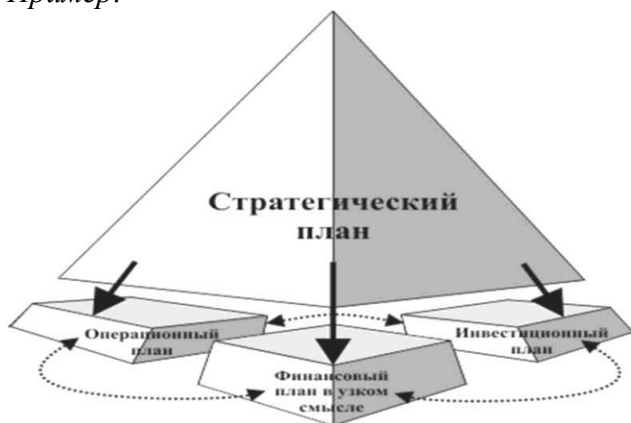 Пример:
Стратегический
план
Операционный
план
Инвестиционный
план
Финансовый
план в узком
смысле